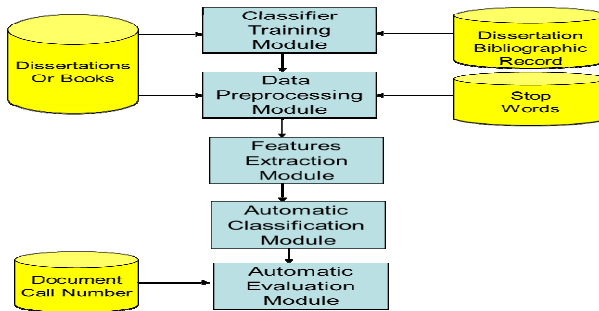 Classifier
Training
Module
Dissertations
Or Books
Dissertation
Bibliographic
Record
Data
Preprocessing
Module
Stop
Words
Features
Extraction
Module
Automatic
Classification
Module
Document
Call Number
Automatic
Evaluation
Module